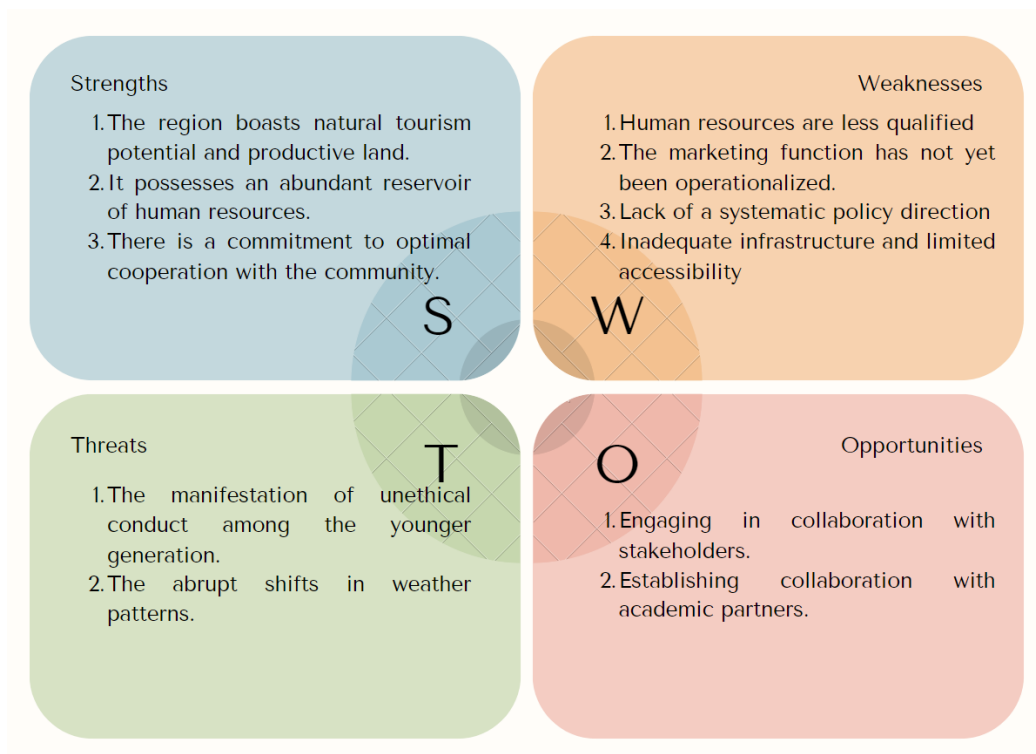 Strengths
1. The region boasts natural tourism
potential and productive land.
2. It possesses an abundant reservoir
of human resources.
3. There is a commitment to optimal
cooperation with the community.
S
Weaknesses
1. Human resources are less qualified
2. The marketing function has not yet
been operationalized.
3. Lack of a systematic policy direction
4. Inadequate infrastructure and limited
accessibility
W
Threats
T
1. The manifestation of unethical
conduct among the younger
generation.
2. The abrupt shifts in weather
patterns.
Opportunities
O
1. Engaging in collaboration with
stakeholders.
2. Establishing collaboration with
academic partners.